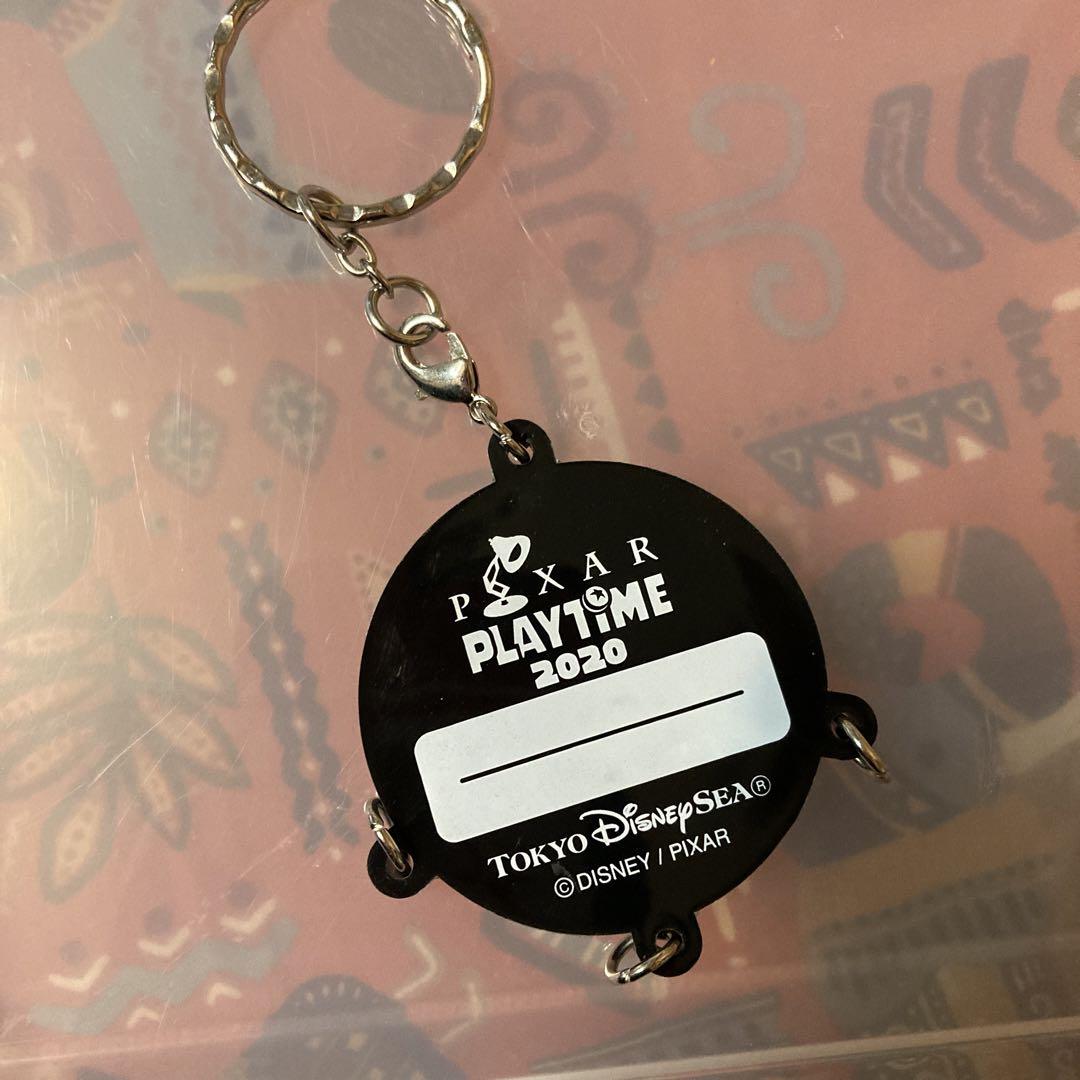 PIXAR
PLAYTiME
2020
TOKYO DisneySEA®
©DISNEY / PIXAR